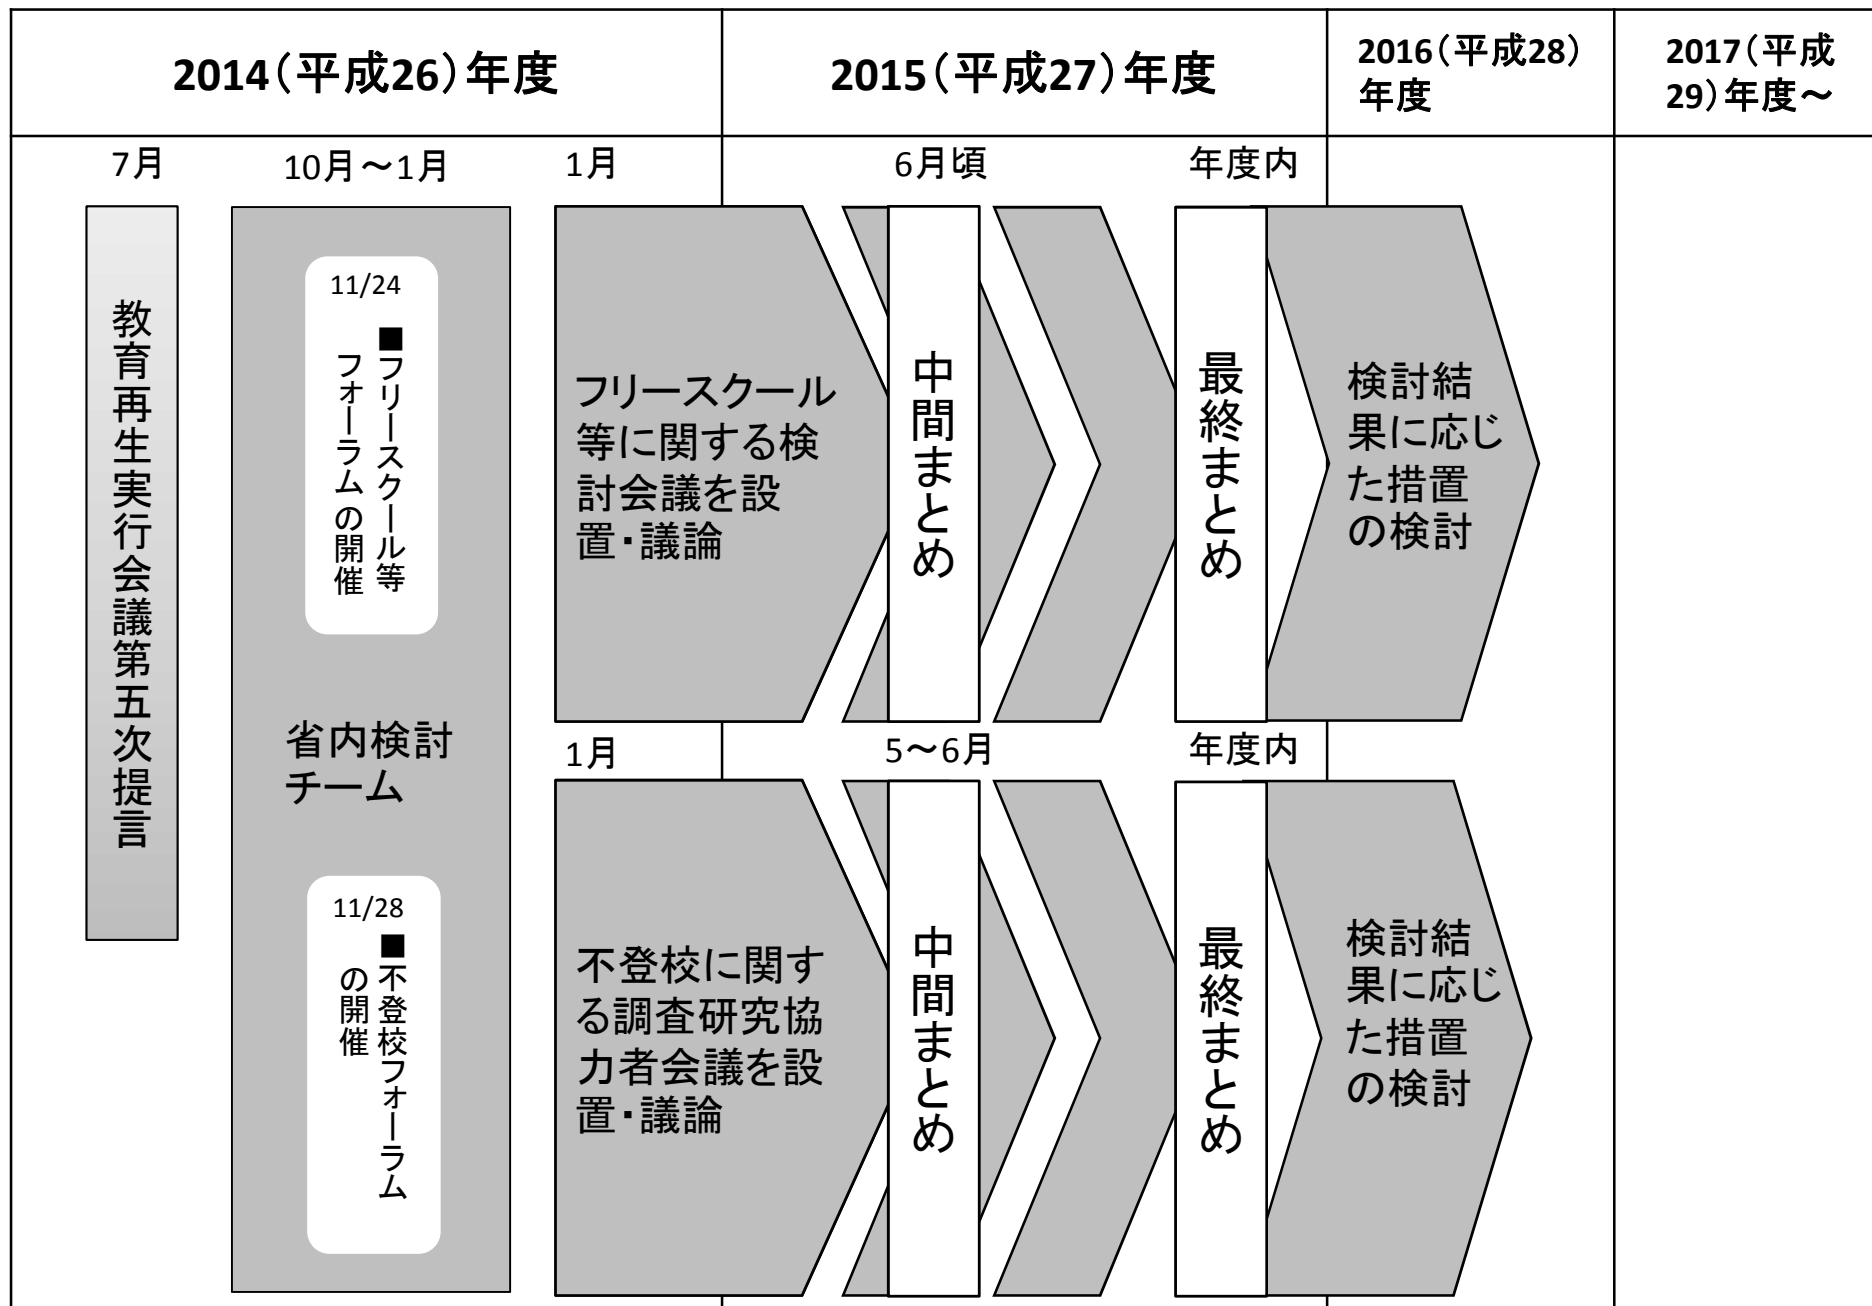 2014（平成26）年度
2015（平成27）年度
2016（平成28）
年度
2017（平成
29）年度～
7月
10月～1月
1月
6月頃
年度内
教育再生実行会議第五次提言
11/24
■フリースクール等
フォーラムの開催
省内検討
チーム
11/28
■不登校フォーラム
の開催
フリースクール
等に関する検
討会議を設
置・議論
中間まとめ
最終まとめ
検討結
果に応じ
た措置
の検討
1月
5～6月
年度内
不登校に関す
る調査研究協
力者会議を設
置・議論
中間まとめ
最終まとめ
検討結
果に応じ
た措置
の検討